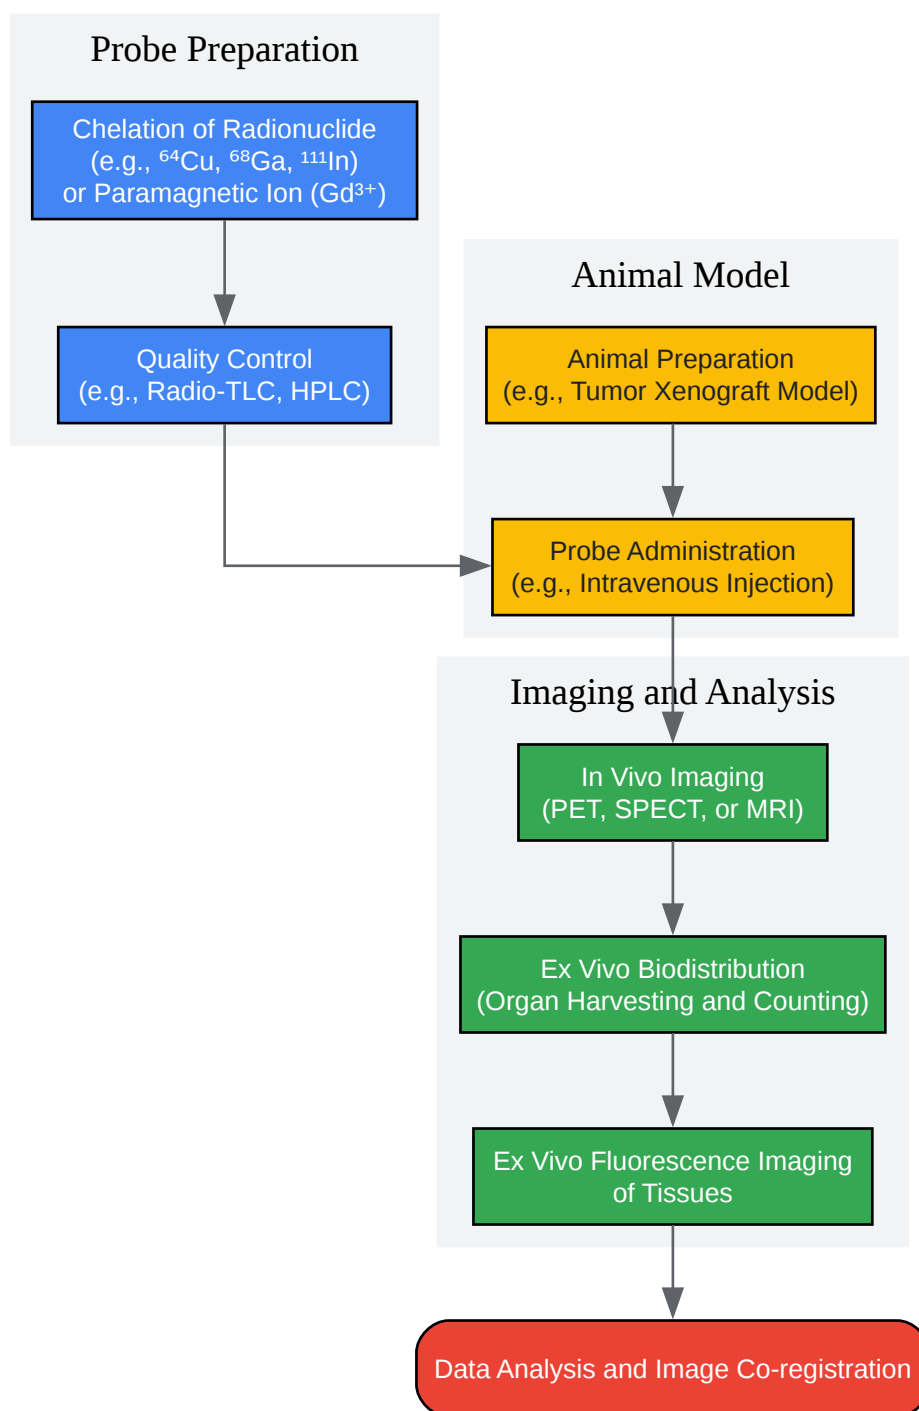 Probe Preparation
Chelation of Radionuclide
(e.g., ⁶⁴Cu, ⁶⁸Ga, ¹¹¹In)
or Paramagnetic Ion (Gd³⁺)
Quality Control
(e.g., Radio-TLC, HPLC)
Animal Model
Animal Preparation
(e.g., Tumor Xenograft Model)
Probe Administration
(e.g., Intravenous Injection)
Imaging and Analysis
In Vivo Imaging
(PET, SPECT, or MRI)
Ex Vivo Biodistribution
(Organ Harvesting and Counting)
Ex Vivo Fluorescence Imaging
of Tissues
Data Analysis and Image Co-registration